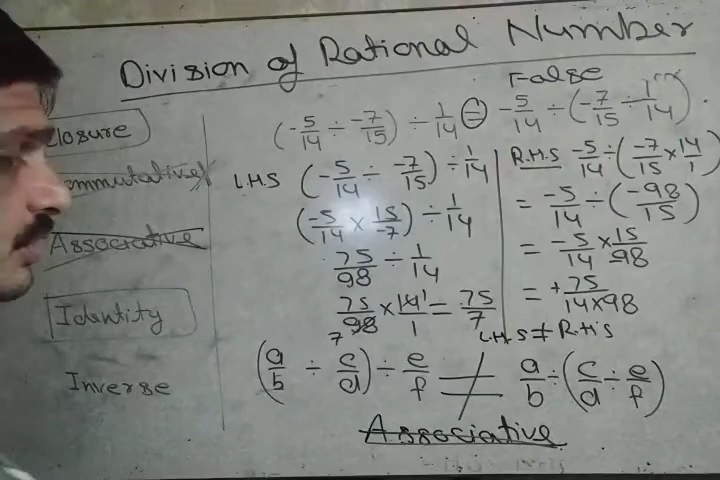 Division of Rational Number
False
(-5/14 ÷ -7/15) ÷ 1/14 = -5/14 ÷ (-7/15 ÷ 1/14)
losure
mmutative
Associative
Identity
Inverse
L.H.S (-5/14 ÷ -7/15) ÷ 1/14
(-5/14 × 15/-7) ÷ 1/14
75/98 ÷ 1/14
75/98 × 14/1 = 75/7
7
R.H.S -5/14 ÷ (-7/15 × 14/1)
= -5/14 ÷ (-98/15)
= -5/14 × 15/-98
= +75/14×98
L.H.S ≠ R.H.S
(a/b ÷ c/d) ÷ e/f ≠ a/b ÷ (c/d ÷ e/f)
Associative